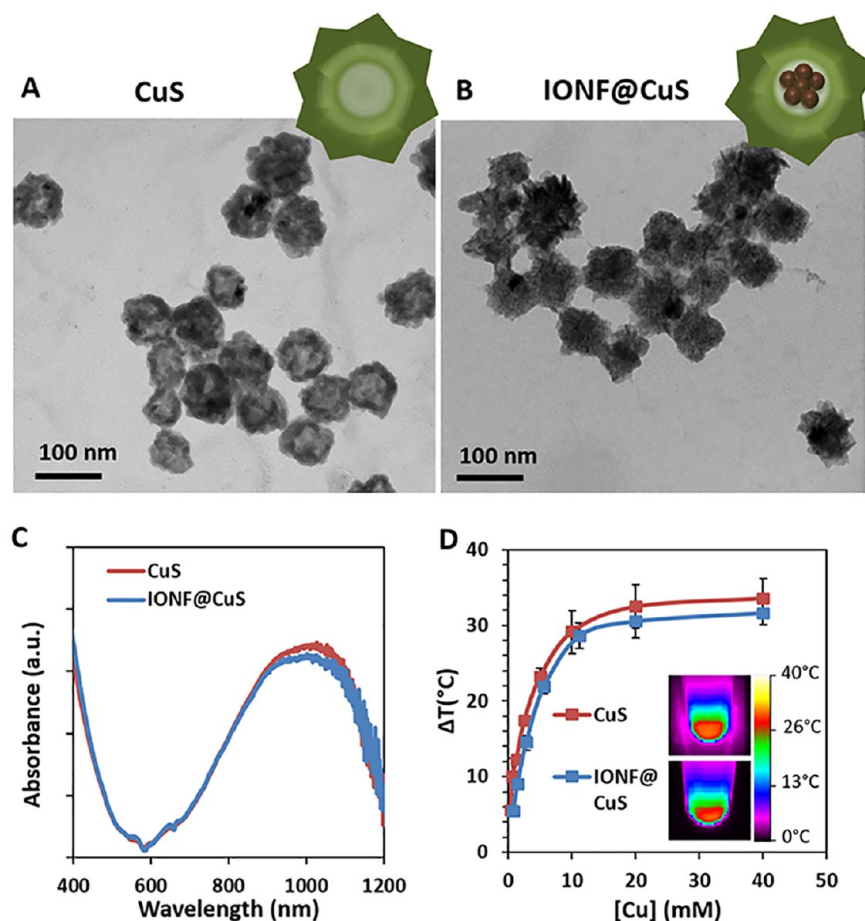 A
CuS
B
IONF@CuS
100 nm
100 nm
C
CuS
IONF@CuS
Absorbance (a.u.)
400
600
800
1000
1200
Wavelength (nm)
D
40
30
20
10
0
ΔT(°C)
CuS
IONF@
CuS
40°C
26°C
13°C
0°C
0
10
20
30
40
50
[Cu] (mM)